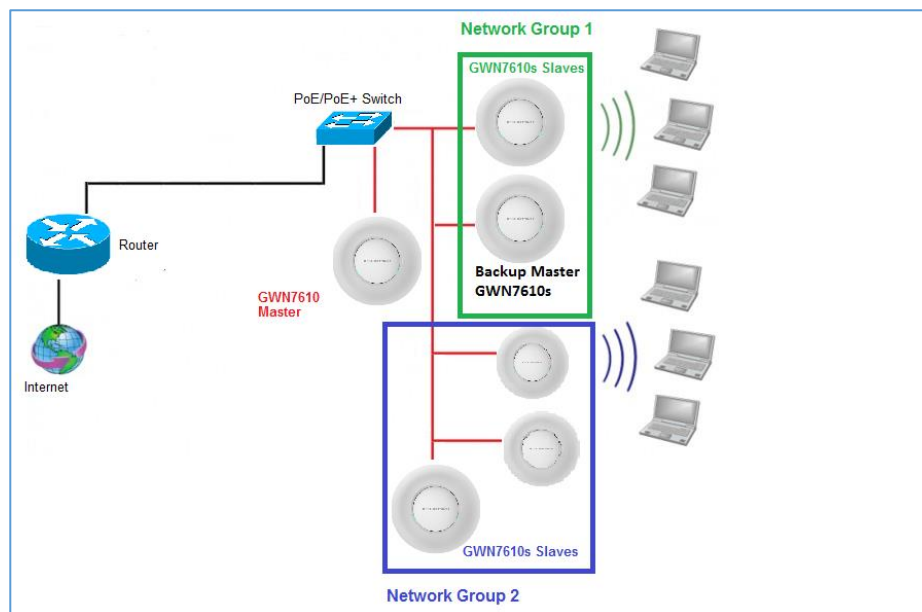 Network Group 1
GWN7610s Slaves
PoE/PoE+ Switch
Router
Backup Master
GWN7610s
GWN7610
Master
Internet
GWN7610s Slaves
Network Group 2